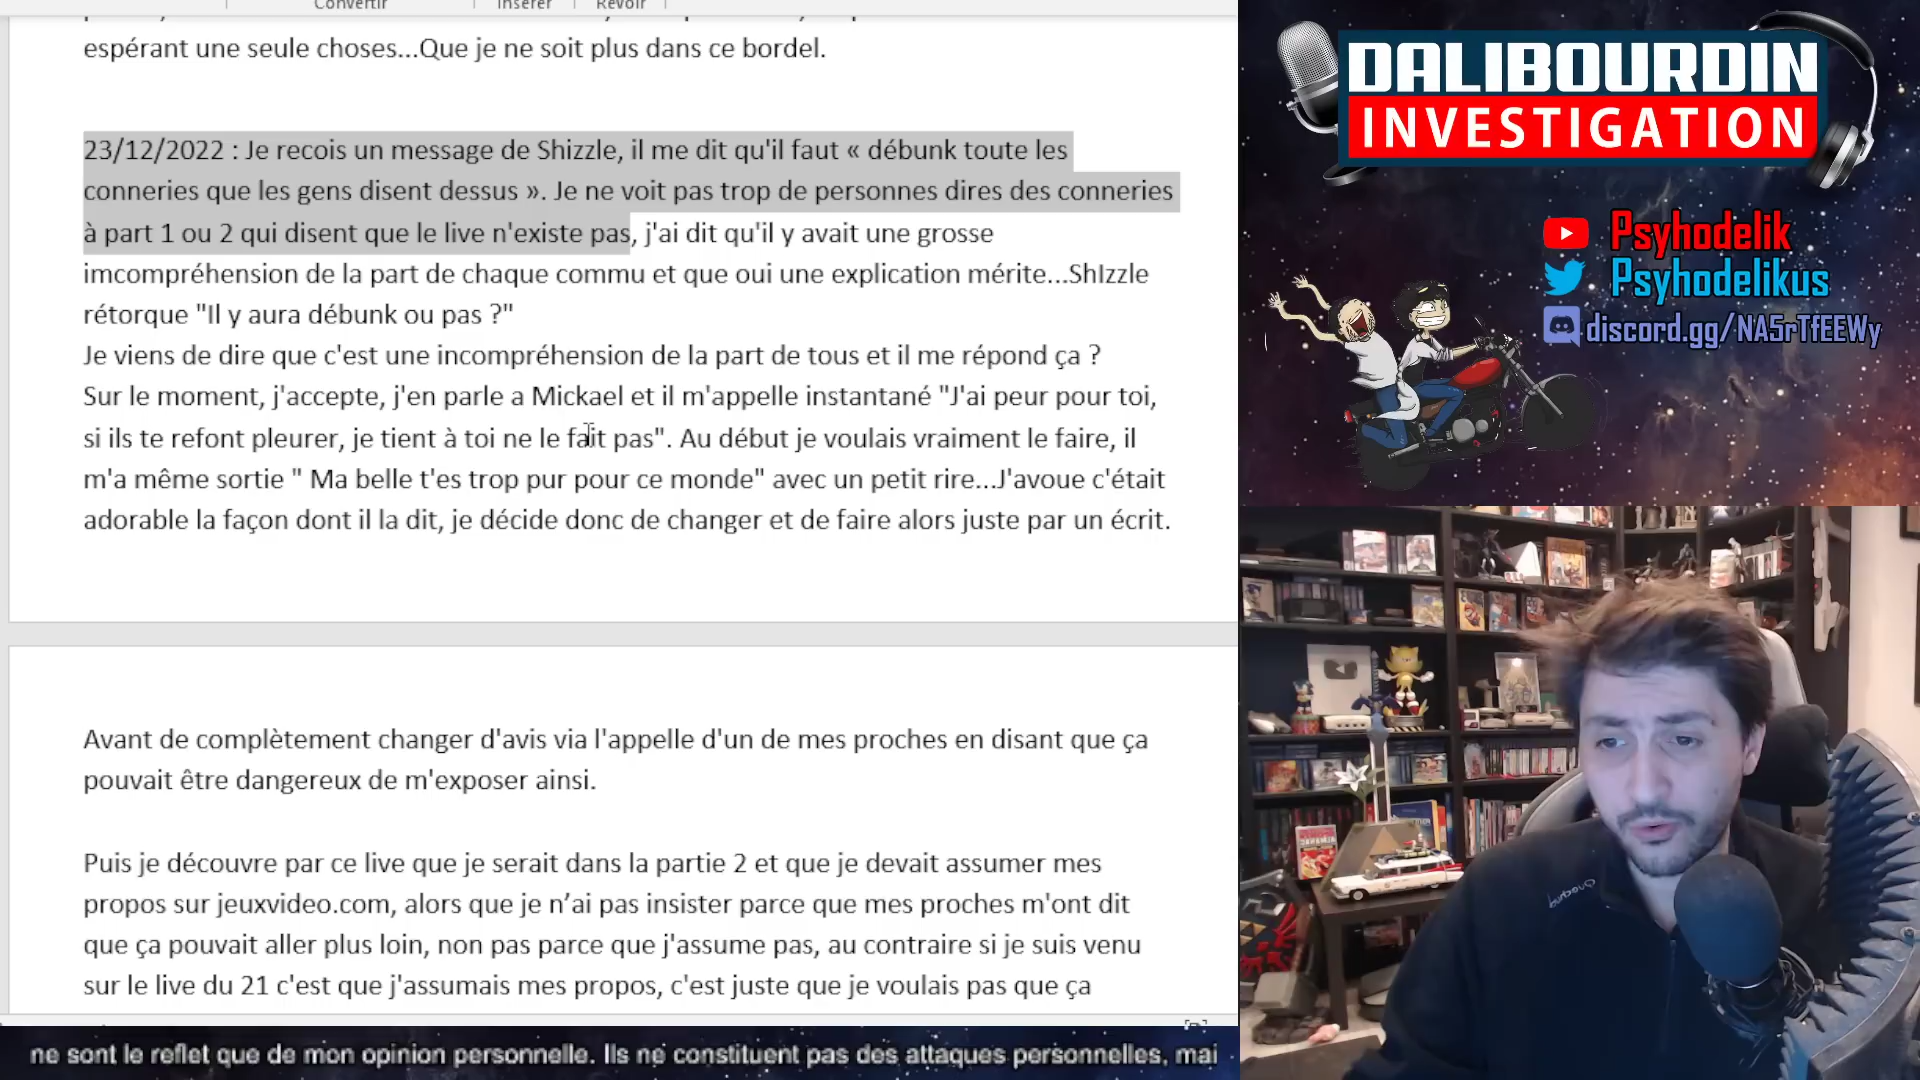 Convertir
Insérer
Revoir
espérant une seule choses...Que je ne soit plus dans ce bordel.
23/12/2022 : Je recois un message de Shizzle, il me dit qu'il faut « débunk toute les
conneries que les gens disent dessus ». Je ne voit pas trop de personnes dires des conneries
à part 1 ou 2 qui disent que le live n'existe pas, j'ai dit qu'il y avait une grosse
imcompréhension de la part de chaque commu et que oui une explication mérite...ShIzzle
rétorque "Il y aura débunk ou pas ?"
Je viens de dire que c'est une incompréhension de la part de tous et il me répond ça ?
Sur le moment, j'accepte, j'en parle a Mickael et il m'appelle instantané "J'ai peur pour toi,
si ils te refont pleurer, je tient à toi ne le fait pas". Au début je voulais vraiment le faire, il
m'a même sortie " Ma belle t'es trop pur pour ce monde" avec un petit rire...J'avoue c'était
adorable la façon dont il la dit, je décide donc de changer et de faire alors juste par un écrit.
Avant de complètement changer d'avis via l'appelle d'un de mes proches en disant que ça
pouvait être dangereux de m'exposer ainsi.
Puis je découvre par ce live que je serait dans la partie 2 et que je devait assumer mes
propos sur jeuxvideo.com, alors que je n’ai pas insister parce que mes proches m'ont dit
que ça pouvait aller plus loin, non pas parce que j'assume pas, au contraire si je suis venu
sur le live du 21 c'est que j'assumais mes propos, c'est juste que je voulais pas que ça
ne sont le reflet que de mon opinion personnelle. Ils ne constituent pas des attaques personnelles, mai
DALIBOURDIN
INVESTIGATION
Psyhodelik
Psyhodelikus
discord.gg/NA5rTfEEWy